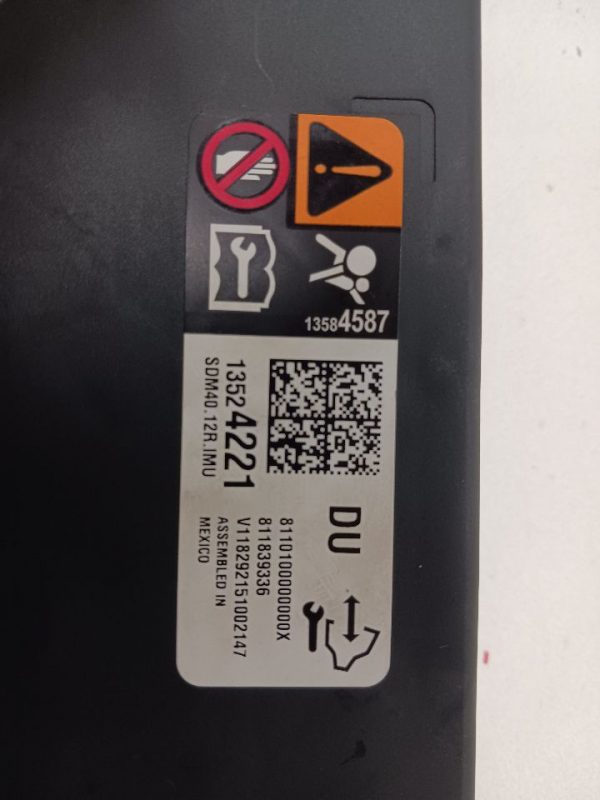 13584587
13524221
SDM40.12R.IMU
DU
8110100000000X
811839336
V118292151002147
ASSEMBLED IN
MEXICO